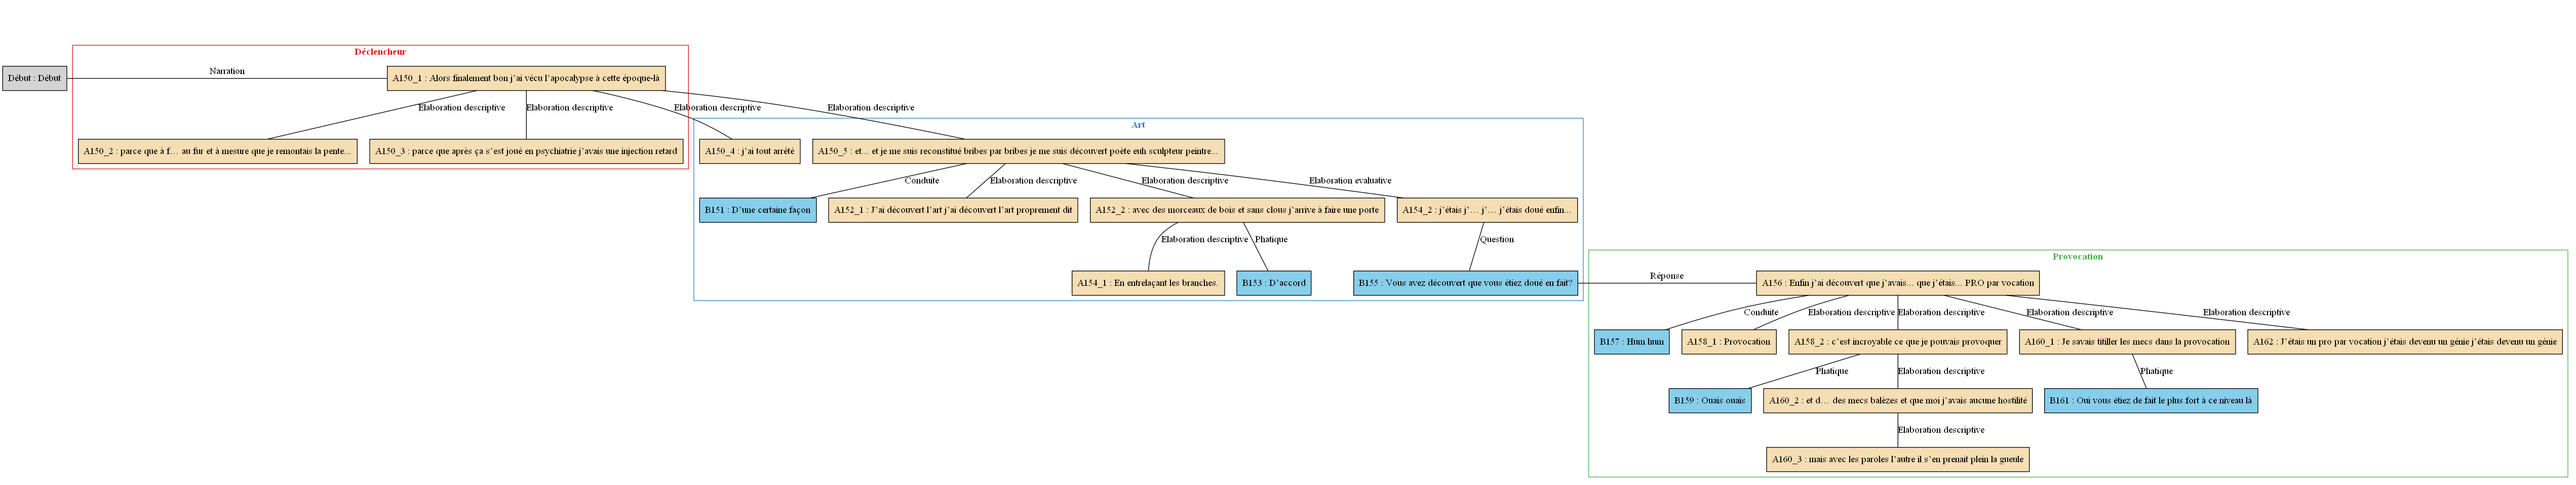 Déclencheur
Début : Début
Narration
A150_1 : Alors finalement bon j'ai vécu l'apocalypse à cette époque-là
Elaboration descriptive
Elaboration descriptive
Elaboration descriptive
Elaboration descriptive
A150_2 : parce que à f... au fur et à mesure que je remontais la pente...
A150_3 : parce que après ça s'est joué en psychiatrie j'avais une injection retard
Art
A150_4 : j'ai tout arrêté
A150_5 : et... et je me suis reconstitué bribes par bribes je me suis découvert poète euh sculpteur peintre...
Conduite
Elaboration descriptive
Elaboration descriptive
Elaboration evaluative
B151 : D'une certaine façon
A152_1 : J'ai découvert l'art j'ai découvert l'art proprement dit
A152_2 : avec des morceaux de bois et sans clous j'arrive à faire une porte
A154_2 : j'étais j'... j'... j'étais doué enfin...
Elaboration descriptive
Phatique
Question
A154_1 : En entrelaçant les branches.
B153 : D'accord
B155 : Vous avez découvert que vous étiez doué en fait?
Provocation
Réponse
A156 : Enfin j'ai découvert que j'avais... que j'étais... PRO par vocation
Conduite
Elaboration descriptive
Elaboration descriptive
Elaboration descriptive
Elaboration descriptive
B157 : Hum hum
A158_1 : Provocation
A158_2 : c'est incroyable ce que je pouvais provoquer
A160_1 : Je savais titiller les mecs dans la provocation
A162 : J'étais un pro par vocation j'étais devenu un génie j'étais devenu un génie
Phatique
Elaboration descriptive
Phatique
B159 : Ouais ouais
A160_2 : et d... des mecs balèzes et que moi j'avais aucune hostilité
B161 : Oui vous étiez de fait le plus fort à ce niveau là
Elaboration descriptive
A160_3 : mais avec les paroles l'autre il s'en prenait plein la gueule